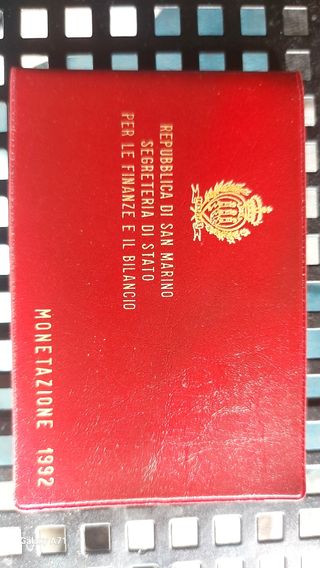 REPUBBLICA DI SAN MARINO
SEGRETERIA DI STATO
PER LE FINANZE E IL BILANCIO
MONETAZIONE 1992